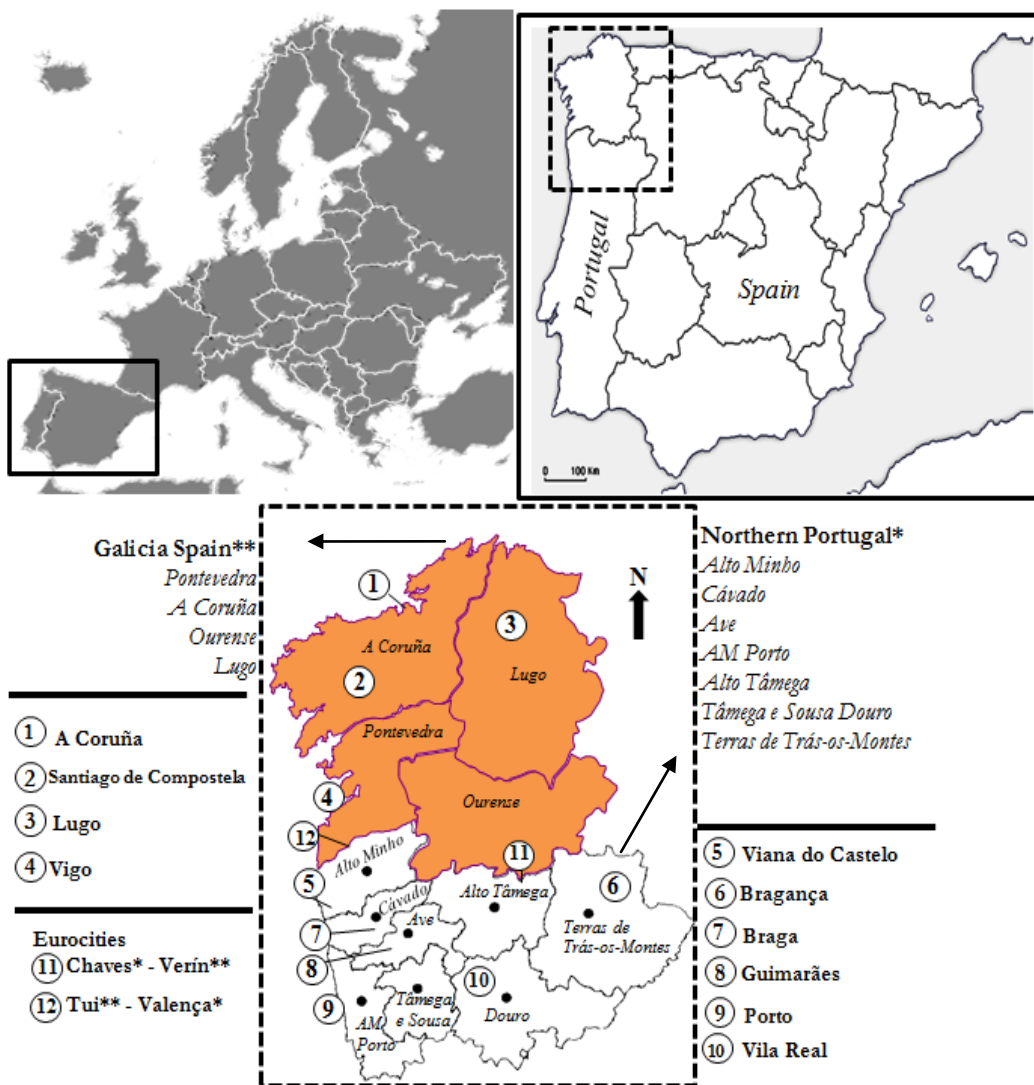 Portugal
Spain
0 100 Km
Galicia Spain**
Pontevedra
A Coruña
Ourense
Lugo
1 A Coruña
2 Santiago de Compostela
3 Lugo
4 Vigo
Eurocities
11 Chaves* - Verín**
12 Tui** - Valença*
N
1
A Coruña
2
3
Lugo
Pontevedra
4
Ourense
12
11
Alto Minho
5
Cávado
Alto Tâmega
6
7
Ave
Terras de
Trás-os-Montes
8
10
9
AM
Porto
Tâmega
e Sousa
Douro
Northern Portugal*
Alto Minho
Cávado
Ave
AM Porto
Alto Tâmega
Tâmega e Sousa Douro
Terras de Trás-os-Montes
5 Viana do Castelo
6 Bragança
7 Braga
8 Guimarães
9 Porto
10 Vila Real